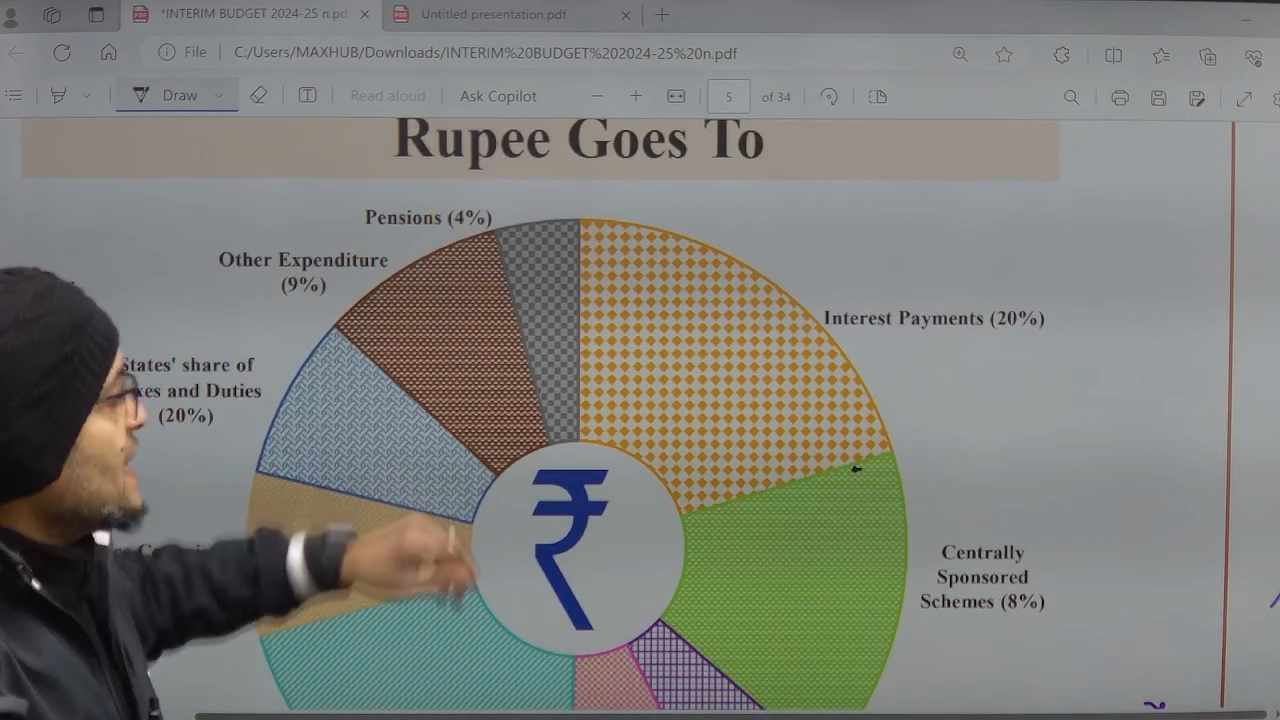 *INTERIM BUDGET 2024-25 n.pd
Untitled presentation.pdf
File
C:/Users/MAXHUB/Downloads/INTERIM%20BUDGET%202024-25%20n.pdf
Draw
Read aloud
Ask Copilot
5
of 34
Rupee Goes To
Pensions (4%)
Other Expenditure
(9%)
Interest Payments (20%)
States' share of
xes and Duties
(20%)
Centrally
Sponsored
Schemes (8%)
₹